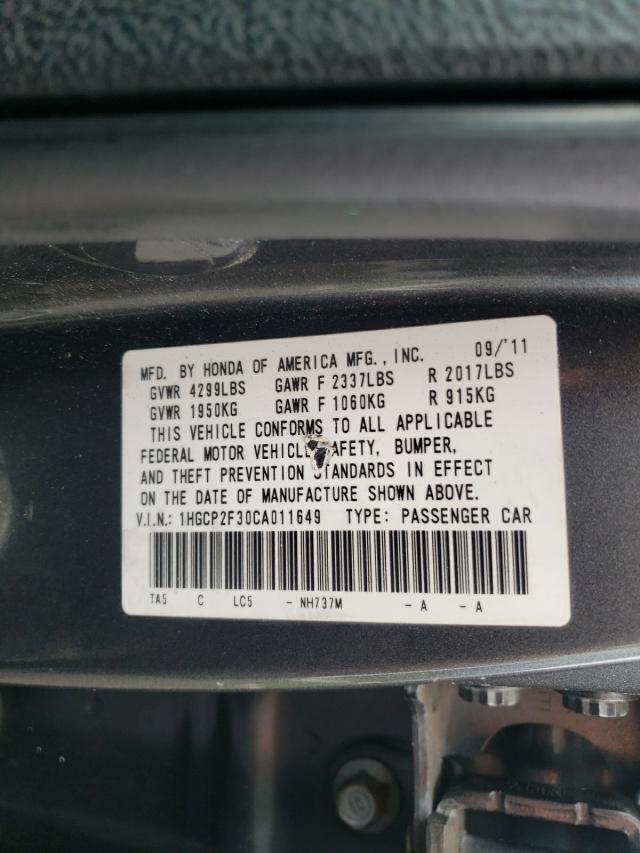 MFD. BY HONDA OF AMERICA MFG., INC. 09/'11
GVWR 4299LBS GAWR F 2337LBS R 2017LBS
GVWR 1950KG GAWR F 1060KG R 915KG
THIS VEHICLE CONFORMS TO ALL APPLICABLE
FEDERAL MOTOR VEHICLE SAFETY, BUMPER,
AND THEFT PREVENTION STANDARDS IN EFFECT
ON THE DATE OF MANUFACTURE SHOWN ABOVE.
V.I.N.: 1HGCP2F30CA011649 TYPE: PASSENGER CAR
TA5 C LC5 - NH737M - A - A